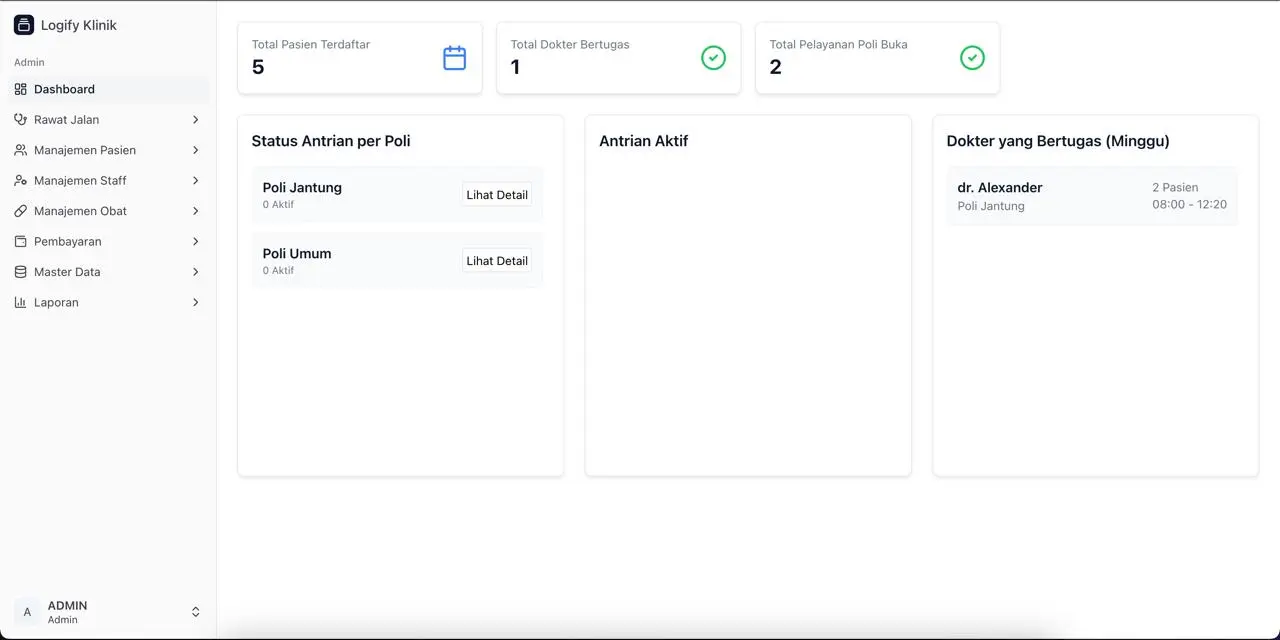 Logify Klinik
Admin
Dashboard
Rawat Jalan
Manajemen Pasien
Manajemen Staff
Manajemen Obat
Pembayaran
Master Data
Laporan
A
ADMIN
Admin
Total Pasien Terdaftar
5
Total Dokter Bertugas
1
Total Pelayanan Poli Buka
2
Status Antrian per Poli
Poli Jantung
0 Aktif
Lihat Detail
Poli Umum
0 Aktif
Lihat Detail
Antrian Aktif
Dokter yang Bertugas (Minggu)
dr. Alexander
2 Pasien
Poli Jantung
08:00 - 12:20